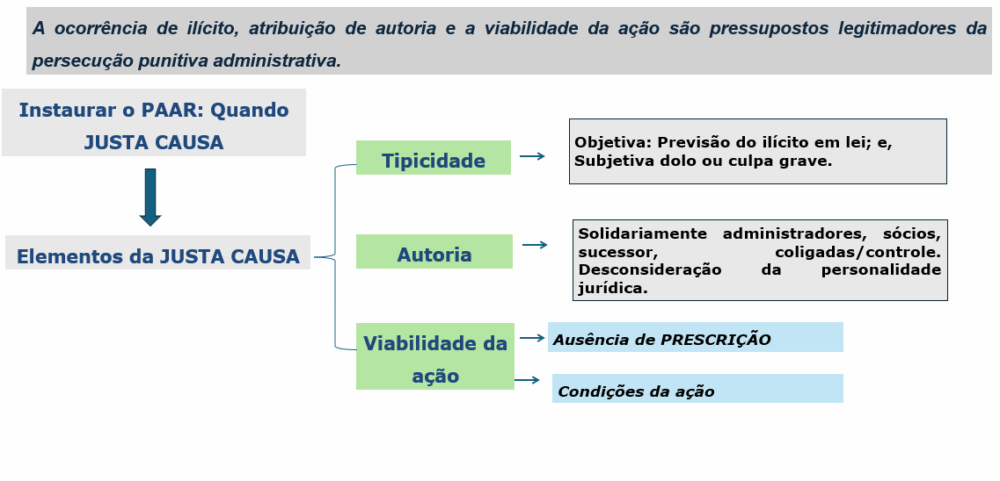 A ocorrência de ilícito, atribuição de autoria e a viabilidade da ação são pressupostos legitimadores da
persecução punitiva administrativa.
Instaurar o PAAR: Quando
JUSTA CAUSA
Elementos da JUSTA CAUSA
Tipicidade
Objetiva: Previsão do ilícito em lei; e,
Subjetiva dolo ou culpa grave.
Autoria
Solidariamente administradores, sócios,
sucessor, coligadas/controle.
Desconsideração da personalidade
jurídica.
Viabilidade da
ação
Ausência de PRESCRIÇÃO
Condições da ação